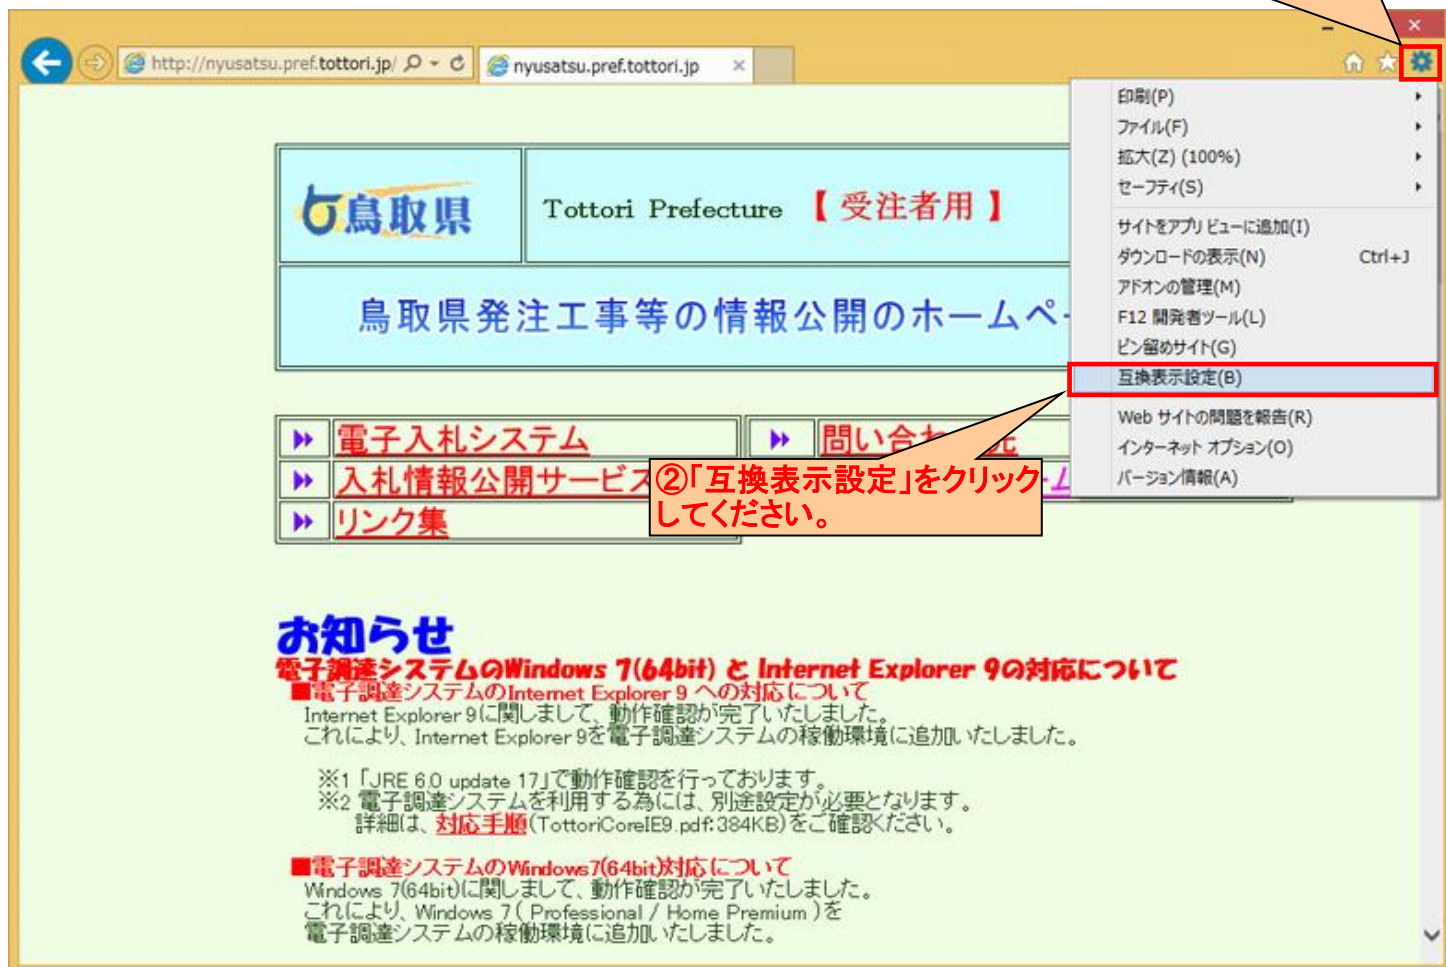 http://nyusatsu.pref.tottori.jp/
nyusatsu.pref.tottori.jp
印刷(P)
ファイル(F)
拡大(Z) (100%)
セーフティ(S)
サイトをアプリ ビューに追加(I)
ダウンロードの表示(N) Ctrl+J
アドオンの管理(M)
F12 開発者ツール(L)
ピン留めサイト(G)
互換表示設定(B)
Web サイトの問題を報告(R)
インターネット オプション(O)
バージョン情報(A)
鳥取県
Tottori Prefecture 【 受注者用 】
鳥取県発注工事等の情報公開のホームペ
電子入札システム
問い合わ
入札情報公開サービス
リンク集
②「互換表示設定」をクリック
してください。
お知らせ
電子調達システムのWindows 7(64bit) と Internet Explorer 9の対応について
■電子調達システムのInternet Explorer 9 への対応について
Internet Explorer 9に関しまして、動作確認が完了いたしました。
これにより、Internet Explorer 9を電子調達システムの稼働環境に追加いたしました。
※1 「JRE 6.0 update 17」で動作確認を行っております。
※2 電子調達システムを利用する為には、別途設定が必要となります。
詳細は、対応手順(TottoriCoreIE9.pdf:384KB)をご確認ください。
■電子調達システムのWindows7(64bit)対応について
Windows 7(64bit)に関しまして、動作確認が完了いたしました。
これにより、Windows 7 ( Professional / Home Premium )を
電子調達システムの稼働環境に追加いたしました。